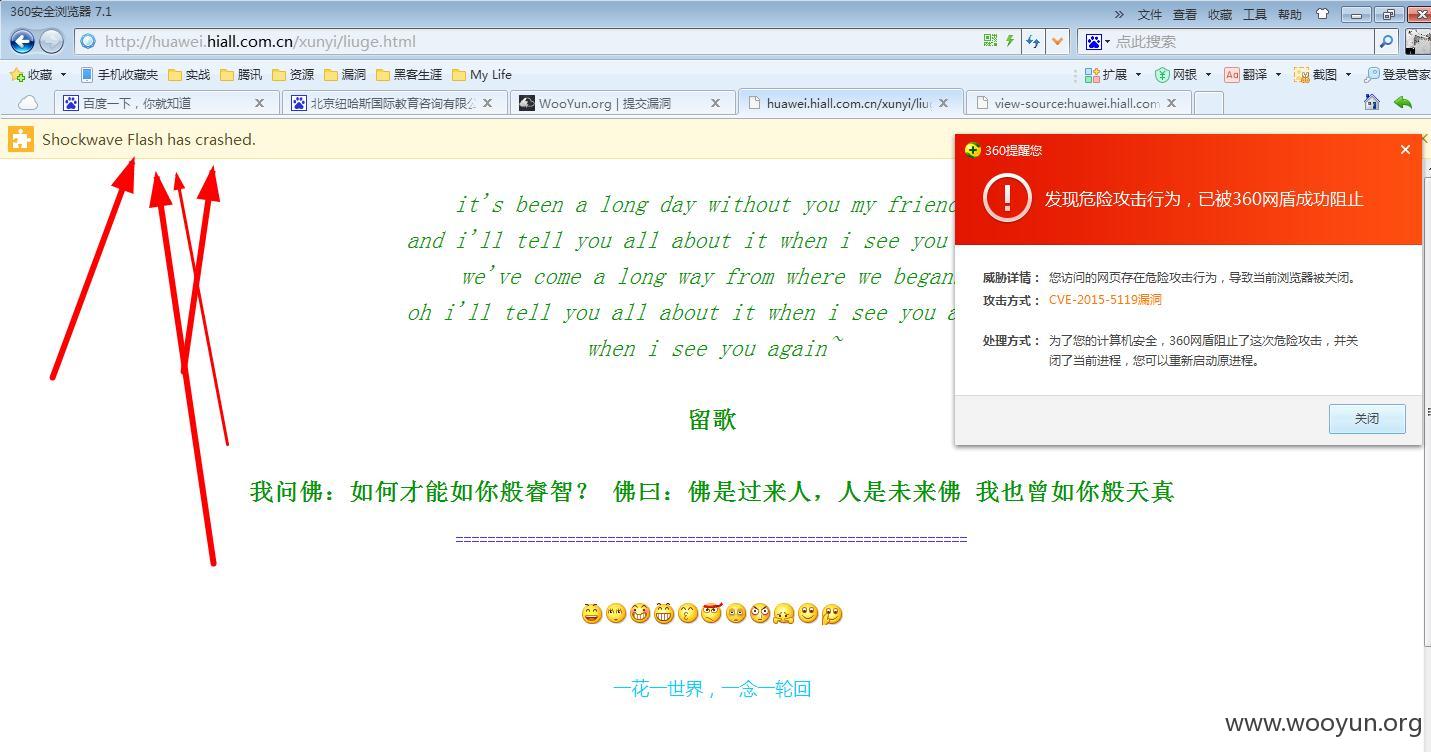 360安全浏览器 7.1
» 文件 查看 收藏 工具 帮助
http://huawei.hiall.com.cn/xunyi/liuge.html
点此搜索
收藏 手机收藏夹 实战 腾讯 资源 漏洞 黑客生涯 My Life
扩展 网银 Aa 翻译 截图 登录管家
百度一下，你就知道
北京纽哈斯国际教育咨询有限公
WooYun.org | 提交漏洞
huawei.hiall.com.cn/xunyi/liu
view-source:huawei.hiall.com
Shockwave Flash has crashed.
360提醒您
发现危险攻击行为，已被360网盾成功阻止
威胁详情： 您访问的网页存在危险攻击行为，导致当前浏览器被关闭。
攻击方式： CVE-2015-5119漏洞
处理方式： 为了您的计算机安全，360网盾阻止了这次危险攻击，并关
闭了当前进程，您可以重新启动原进程。
关闭
it's been a long day without you my friend
and i'll tell you all about it when i see you
we've come a long way from where we began
oh i'll tell you all about it when i see you a
when i see you again~
留歌
我问佛：如何才能如你般睿智？ 佛曰：佛是过来人，人是未来佛 我也曾如你般天真
================================================================
一花一世界，一念一轮回
www.wooyun.org